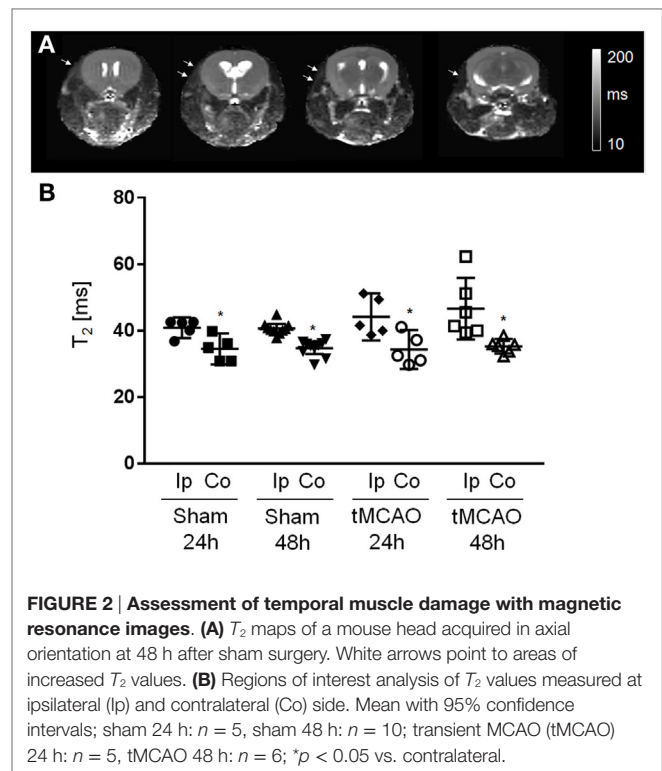 A
200
ms
10
B
80
60
40
20
0
T₂ [ms]
* * * *
Ip Co Ip Co Ip Co Ip Co
Sham Sham tMCAO tMCAO
24h 48h 24h 48h
FIGURE 2 | Assessment of temporal muscle damage with magnetic
resonance images. (A) T₂ maps of a mouse head acquired in axial
orientation at 48 h after sham surgery. White arrows point to areas of
increased T₂ values. (B) Regions of interest analysis of T₂ values measured at
ipsilateral (Ip) and contralateral (Co) side. Mean with 95% confidence
intervals; sham 24 h: n = 5, sham 48 h: n = 10; transient MCAO (tMCAO)
24 h: n = 5, tMCAO 48 h: n = 6; *p < 0.05 vs. contralateral.